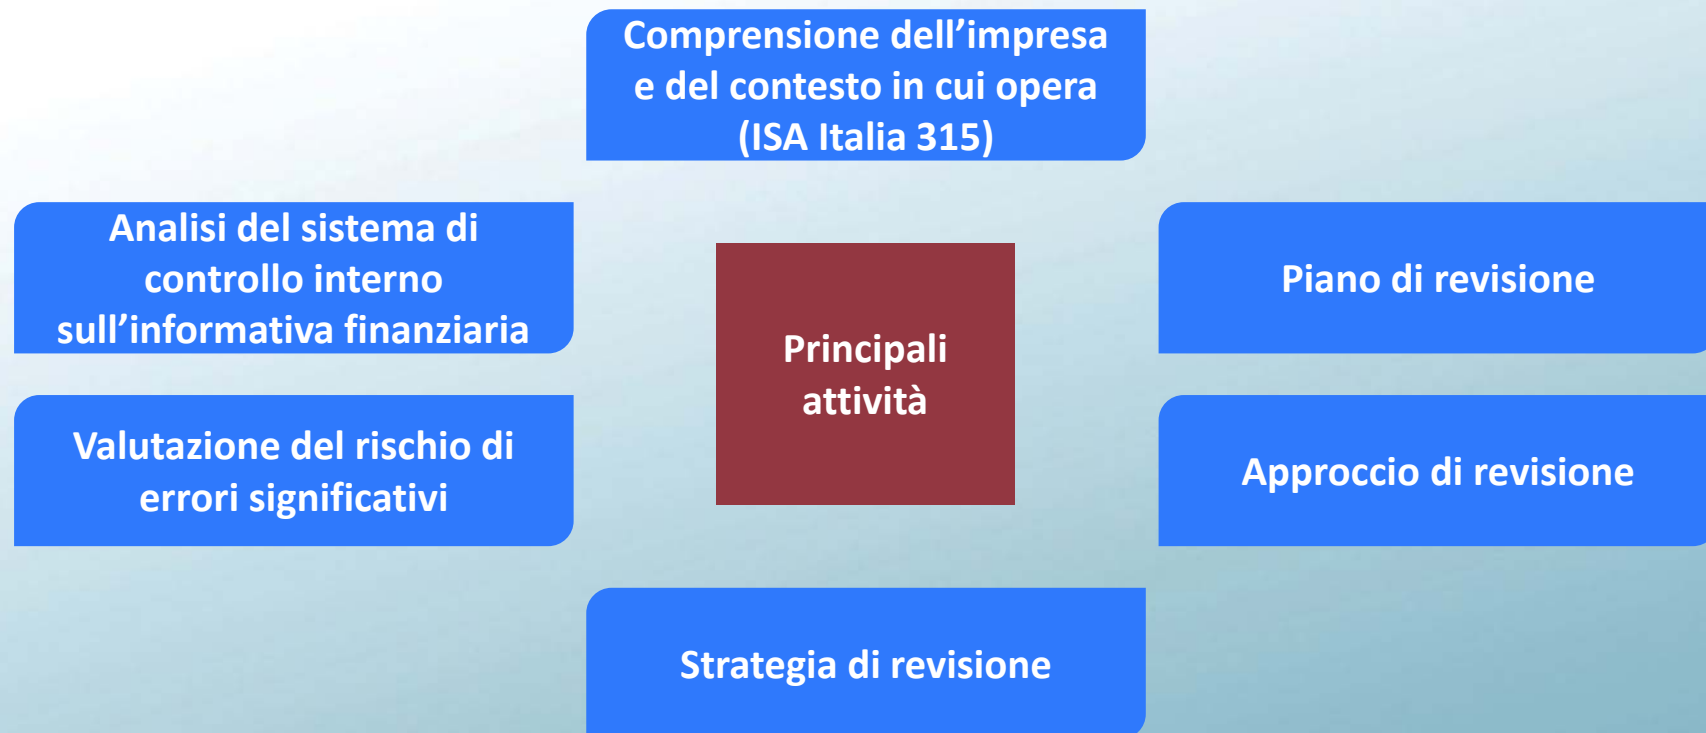 Comprensione dell’impresa
e del contesto in cui opera
(ISA Italia 315)
Analisi del sistema di
controllo interno
sull’informativa finanziaria
Piano di revisione
Principali
attività
Valutazione del rischio di
errori significativi
Approccio di revisione
Strategia di revisione